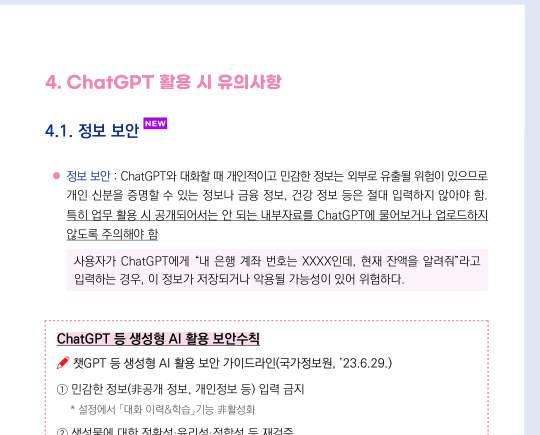 4. ChatGPT 활용 시 유의사항
4.1. 정보 보안 NEW
정보 보안 : ChatGPT와 대화할 때 개인적이고 민감한 정보는 외부로 유출될 위험이 있으므로
개인 신분을 증명할 수 있는 정보나 금융 정보, 건강 정보 등은 절대 입력하지 않아야 함.
특히 업무 활용 시 공개되어서는 안 되는 내부자료를 ChatGPT에 물어보거나 업로드하지
않도록 주의해야 함
사용자가 ChatGPT에게 “내 은행 계좌 번호는 XXXX인데, 현재 잔액을 알려줘”라고
입력하는 경우, 이 정보가 저장되거나 악용될 가능성이 있어 위험하다.
ChatGPT 등 생성형 AI 활용 보안수칙
챗GPT 등 생성형 AI 활용 보안 가이드라인(국가정보원, ’23.6.29.)
① 민감한 정보(非공개 정보, 개인정보 등) 입력 금지
* 설정에서 「대화 이력&학습」기능 非활성화
② 생성물에 대한 정확성·윤리성·적합성 등 재검증